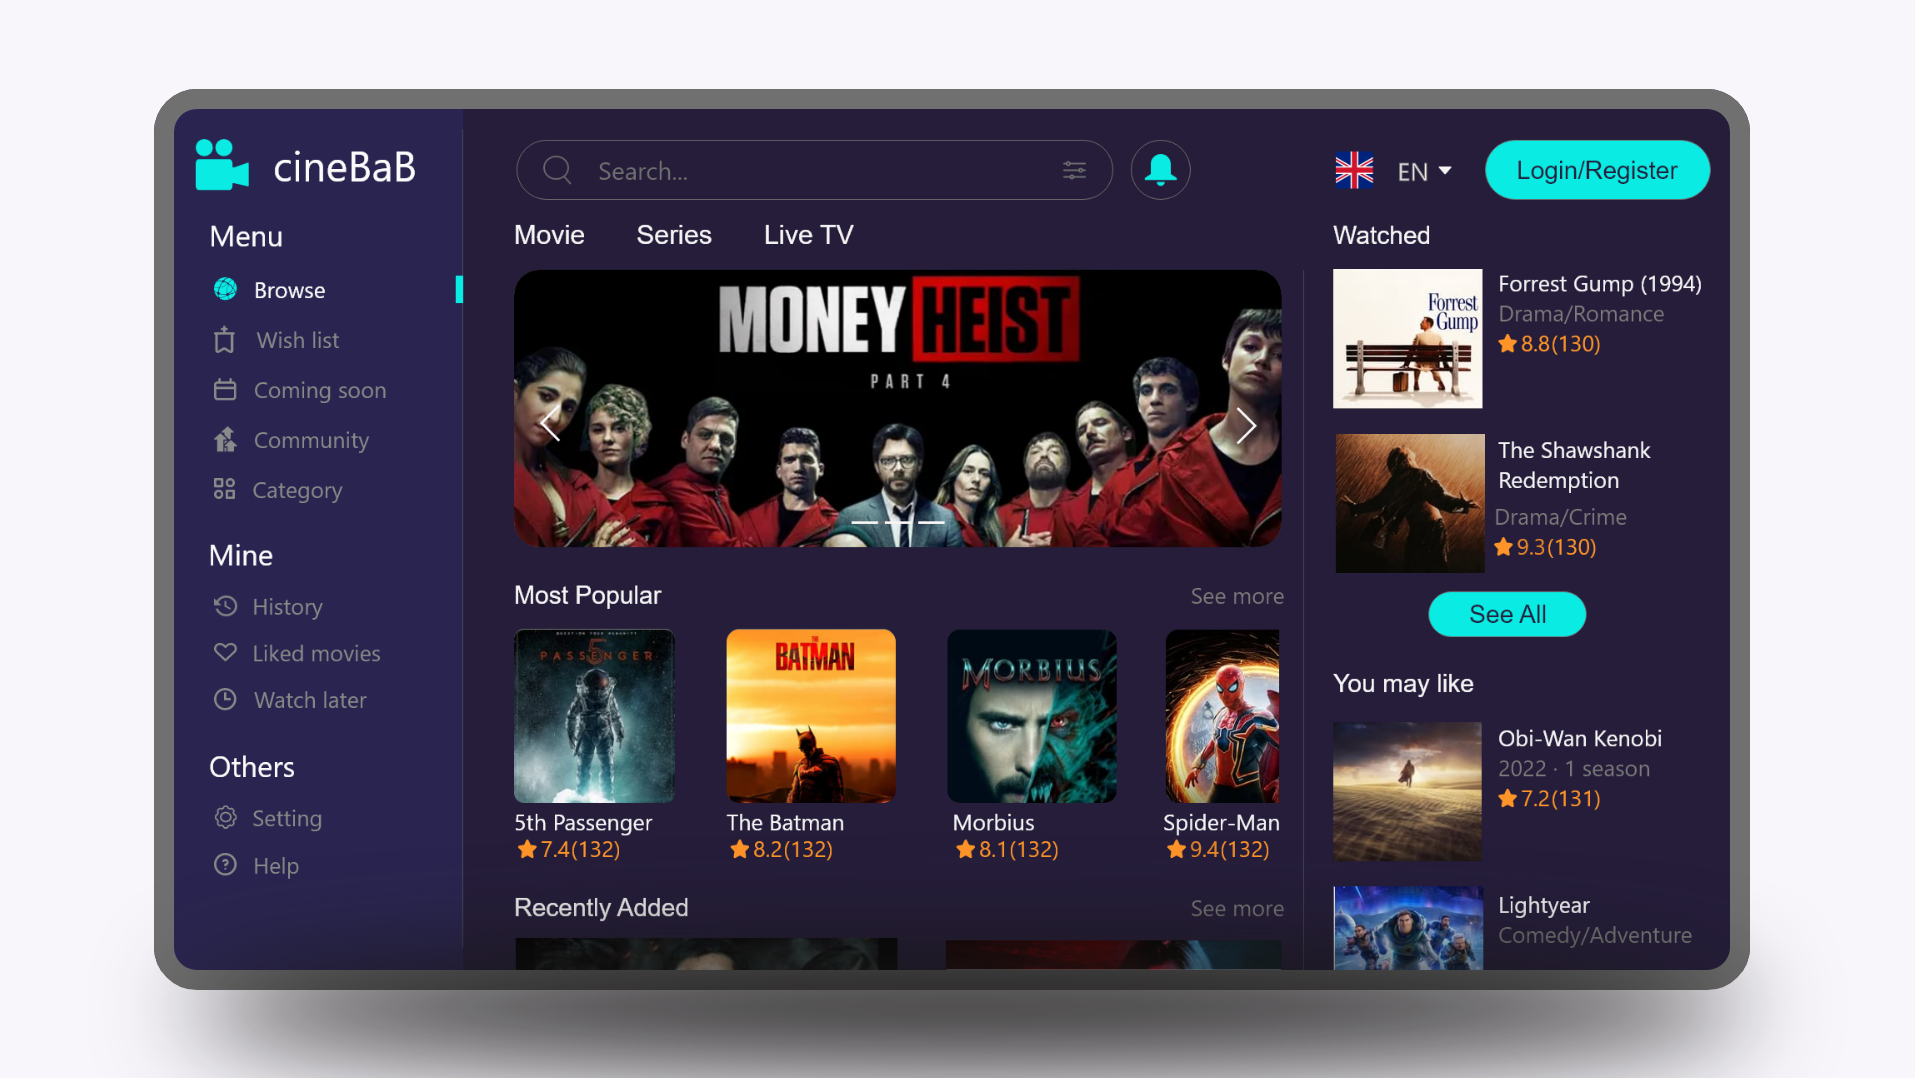 cineBaB
Menu
Browse
Wish list
Coming soon
Community
Category
Mine
History
Liked movies
Watch later
Others
Setting
Help
Search...
EN
Login/Register
Movie
Series
Live TV
MONEY HEIST
PART 4
Most Popular
See more
QUESTION YOUR HUMANITY
5
PASSENGER
THE
BATMAN
MORBIUS
5th Passenger
7.4(132)
The Batman
8.2(132)
Morbius
8.1(132)
Spider-Man
9.4(132)
Recently Added
See more
Watched
Forrest
Gump
Forrest Gump (1994)
Drama/Romance
8.8(130)
The Shawshank
Redemption
Drama/Crime
9.3(130)
See All
You may like
Obi-Wan Kenobi
2022 · 1 season
7.2(131)
Lightyear
Comedy/Adventure